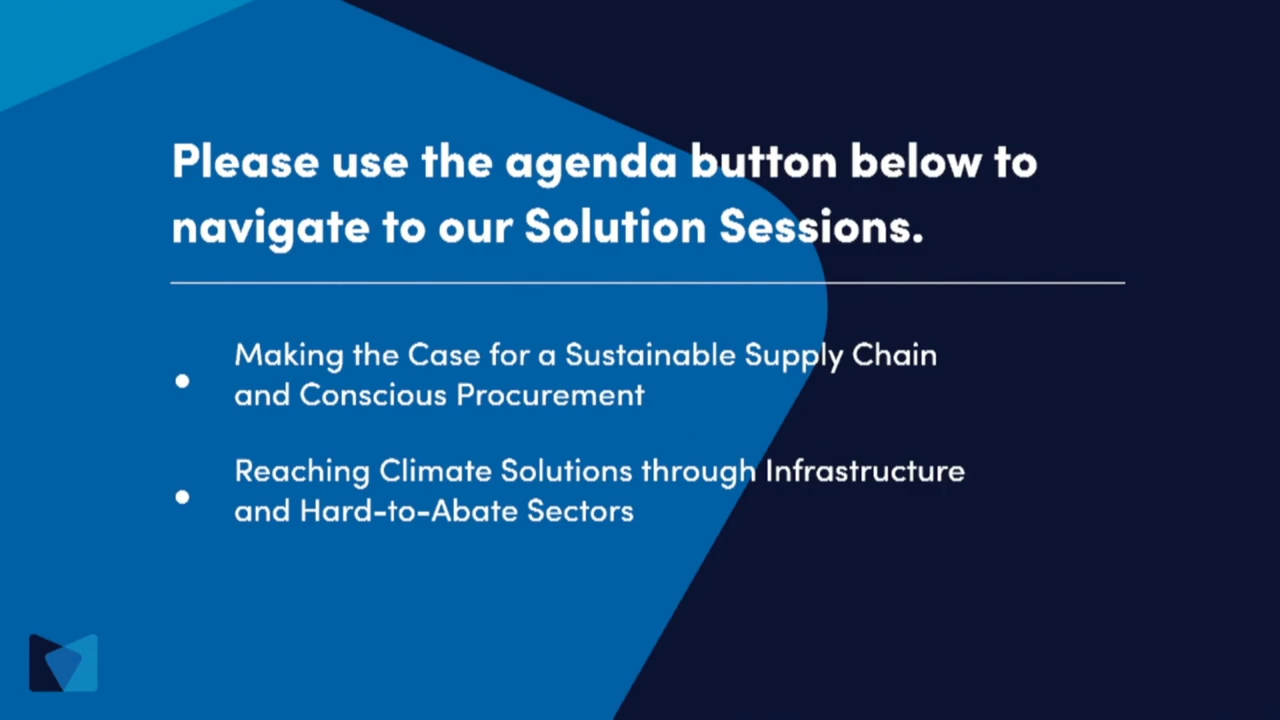 Please use the agenda button below to
navigate to our Solution Sessions.
Making the Case for a Sustainable Supply Chain
and Conscious Procurement
Reaching Climate Solutions through Infrastructure
and Hard-to-Abate Sectors